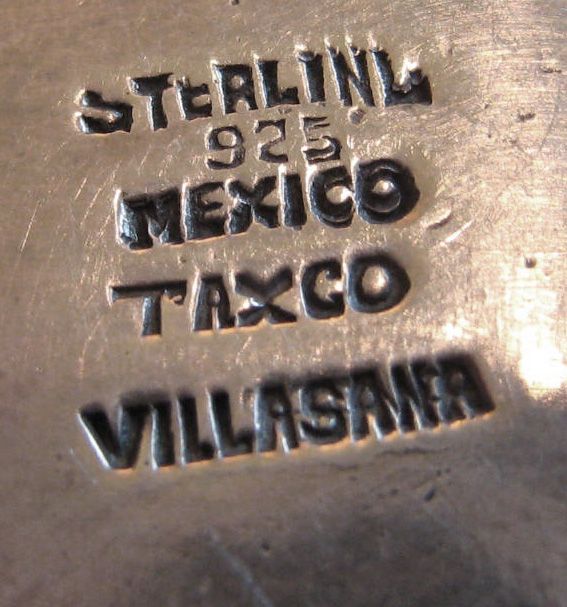 STERLING
925
MEXICO
TAXCO
VILLASANA